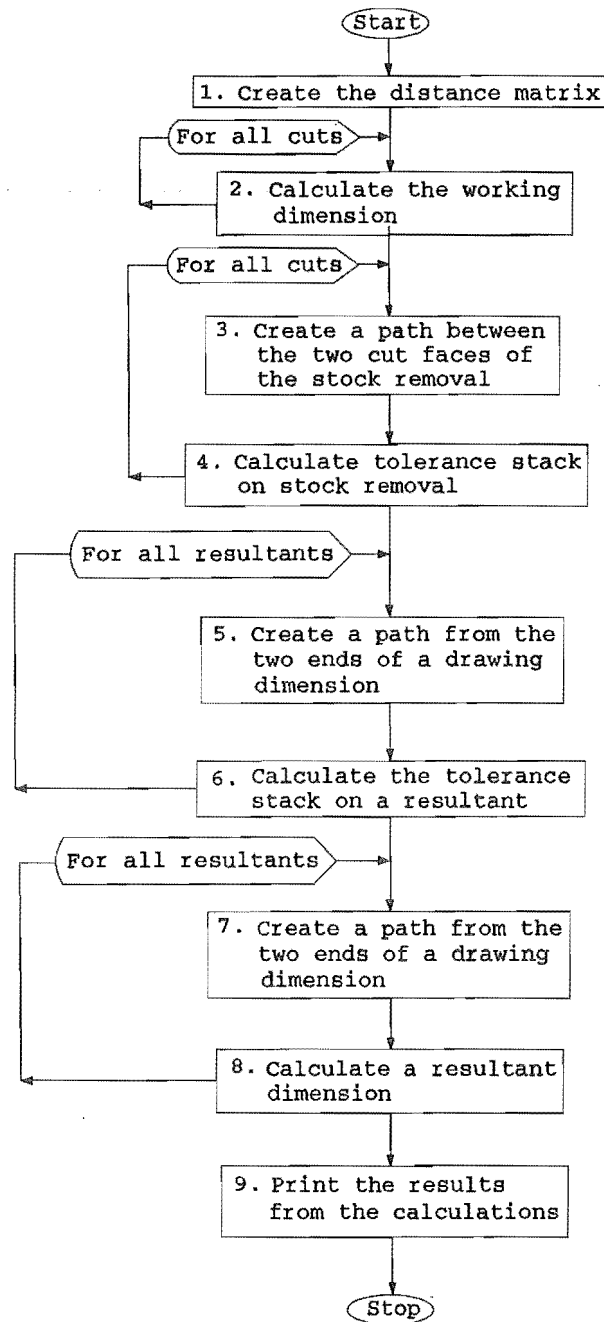 Start
1. Create the distance matrix
For all cuts
2. Calculate the working
dimension
For all cuts
3. Create a path between
the two cut faces of
the stock removal
4. Calculate tolerance stack
on stock removal
For all resultants
5. Create a path from the
two ends of a drawing
dimension
6. Calculate the tolerance
stack on a resultant
For all resultants
7. Create a path from the
two ends of a drawing
dimension
8. Calculate a resultant
dimension
9. Print the results
from the calculations
Stop